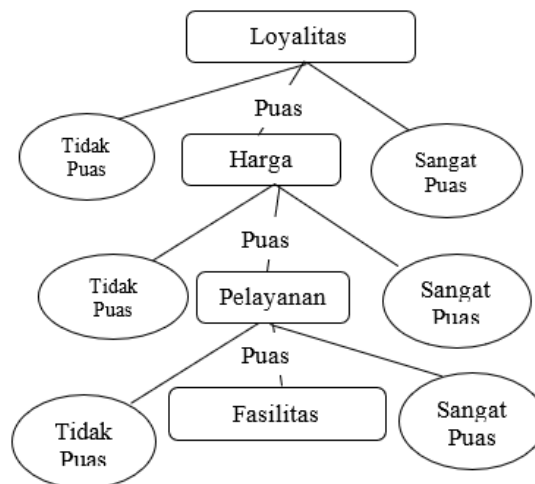 Loyalitas
Puas
Tidak
Puas
Harga
Sangat
Puas
Puas
Tidak
Puas
Pelayanan
Sangat
Puas
Puas
Tidak
Puas
Fasilitas
Sangat
Puas